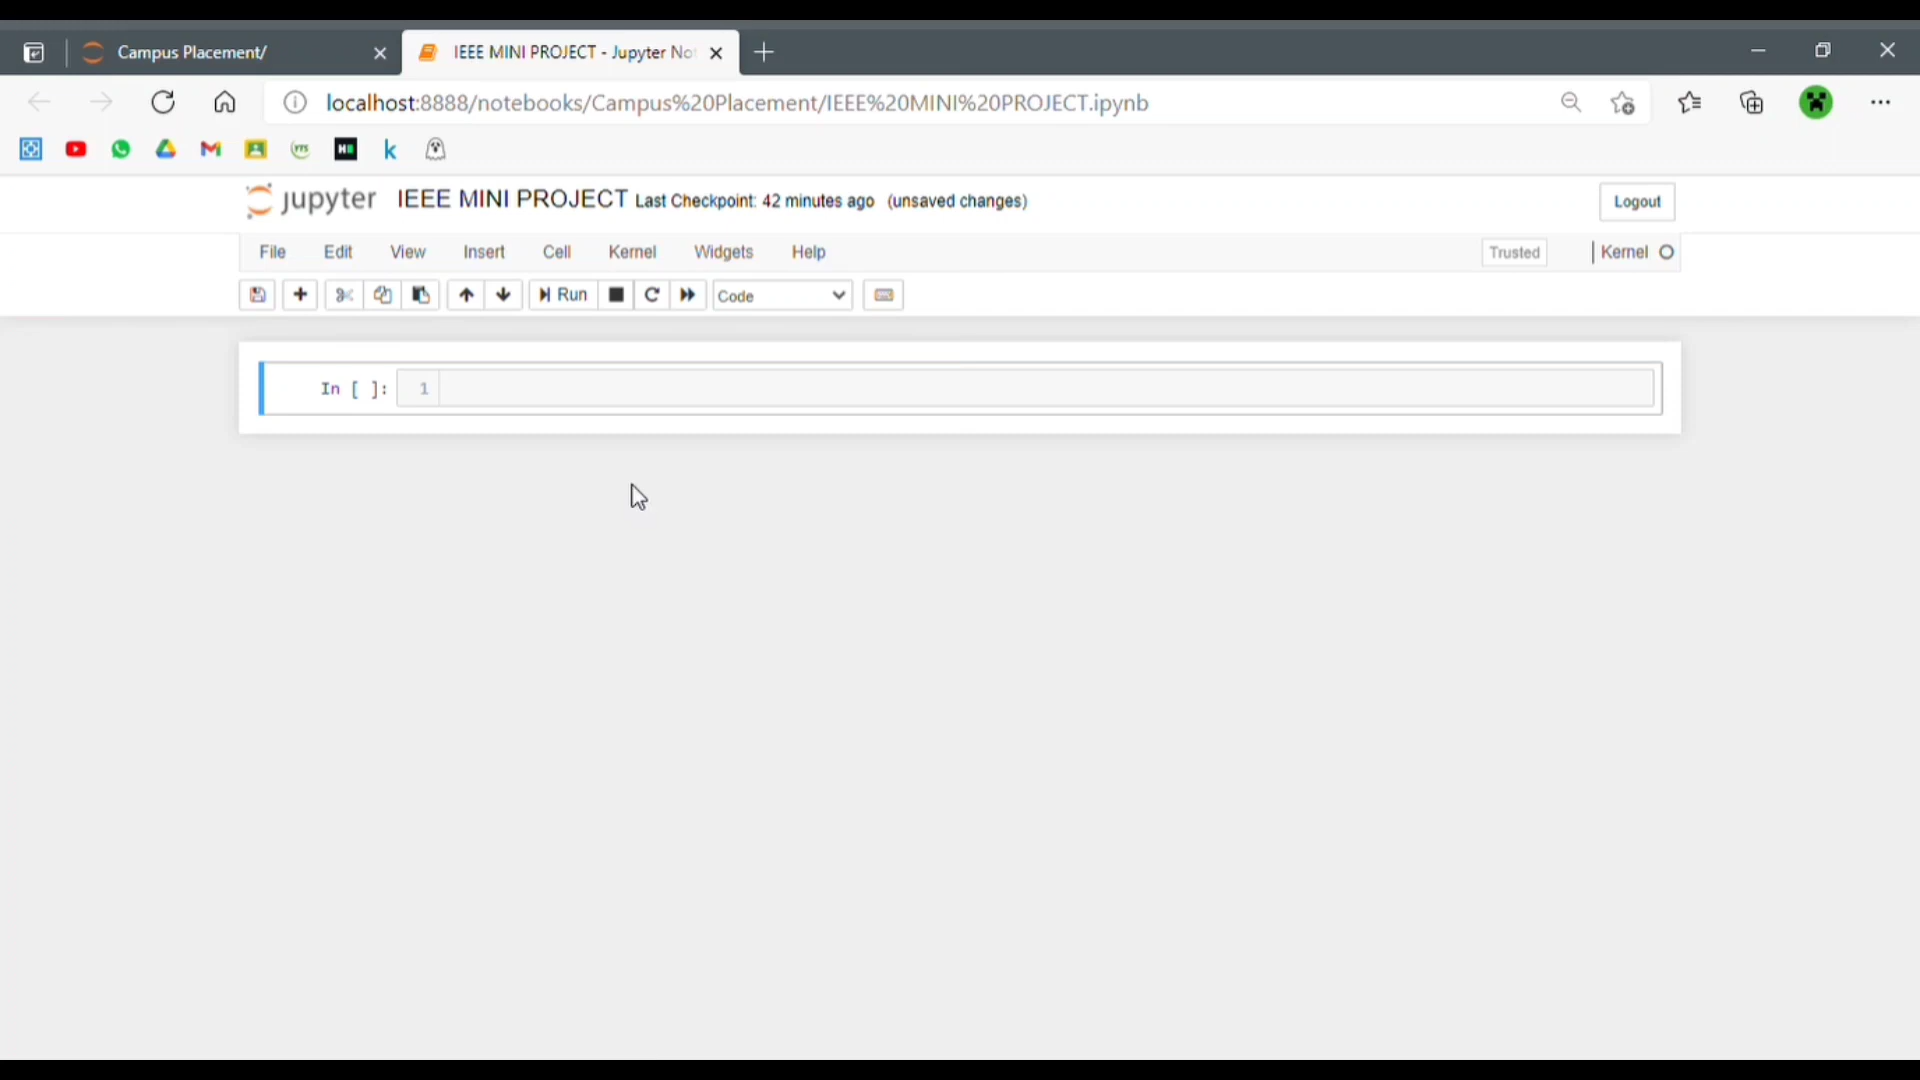 Campus Placement/
IEEE MINI PROJECT - Jupyter No
localhost:8888/notebooks/Campus%20Placement/IEEE%20MINI%20PROJECT.ipynb
jupyter IEEE MINI PROJECT Last Checkpoint: 42 minutes ago (unsaved changes)
Logout
File Edit View Insert Cell Kernel Widgets Help
Trusted
Kernel
Run
Code
In [ ]: 1